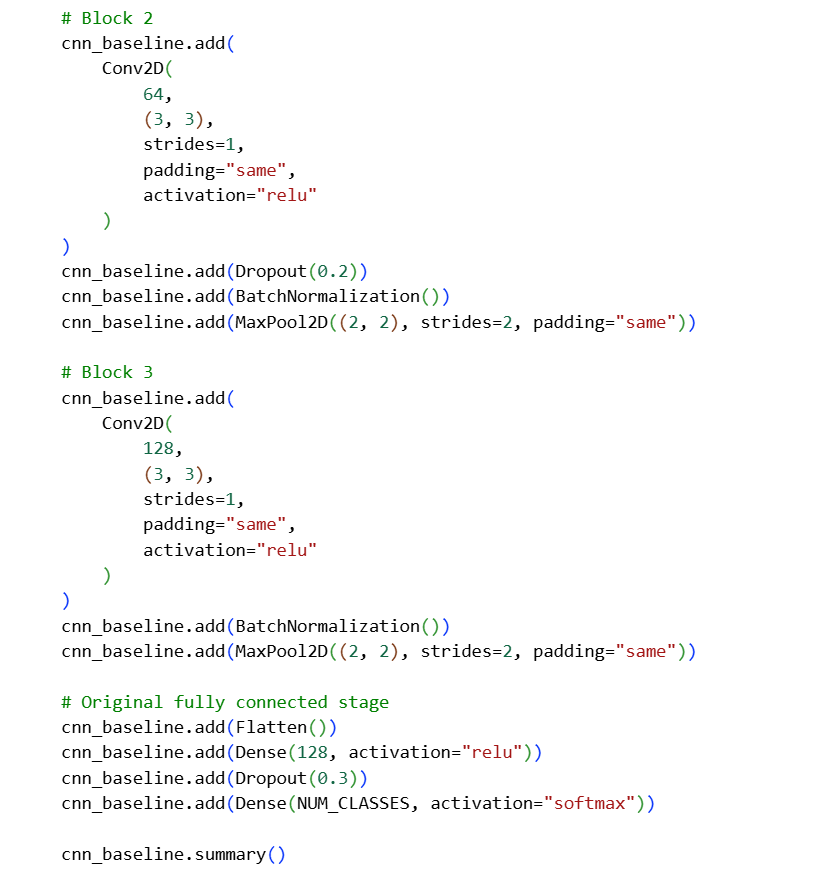 # Block 2
cnn_baseline.add(
    Conv2D(
        64,
        (3, 3),
        strides=1,
        padding="same",
        activation="relu"
    )
)
cnn_baseline.add(Dropout(0.2))
cnn_baseline.add(BatchNormalization())
cnn_baseline.add(MaxPool2D((2, 2), strides=2, padding="same"))

# Block 3
cnn_baseline.add(
    Conv2D(
        128,
        (3, 3),
        strides=1,
        padding="same",
        activation="relu"
    )
)
cnn_baseline.add(BatchNormalization())
cnn_baseline.add(MaxPool2D((2, 2), strides=2, padding="same"))

# Original fully connected stage
cnn_baseline.add(Flatten())
cnn_baseline.add(Dense(128, activation="relu"))
cnn_baseline.add(Dropout(0.3))
cnn_baseline.add(Dense(NUM_CLASSES, activation="softmax"))

cnn_baseline.summary()